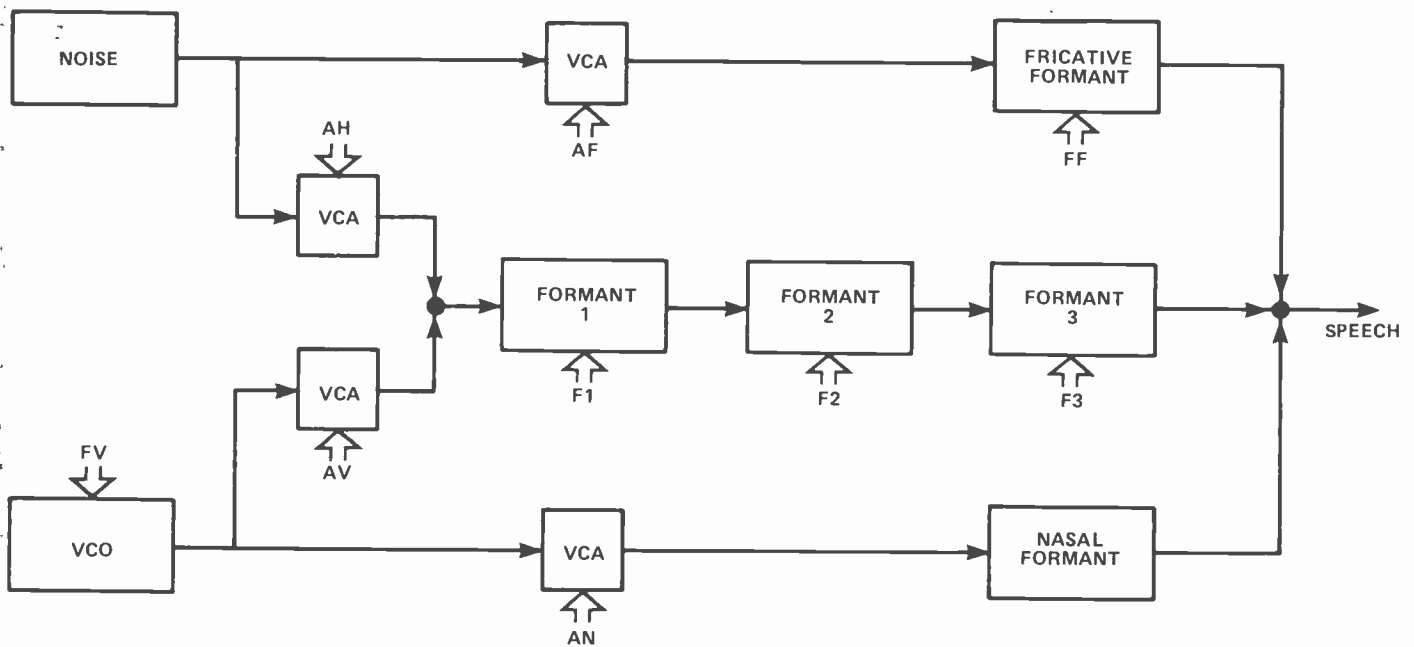 NOISE
VCA
FRICATIVE
FORMANT
AH
AF
FF
VCA
FORMANT
1
FORMANT
2
FORMANT
3
SPEECH
F1
F2
F3
VCA
AV
FV
VCO
VCA
NASAL
FORMANT
AN